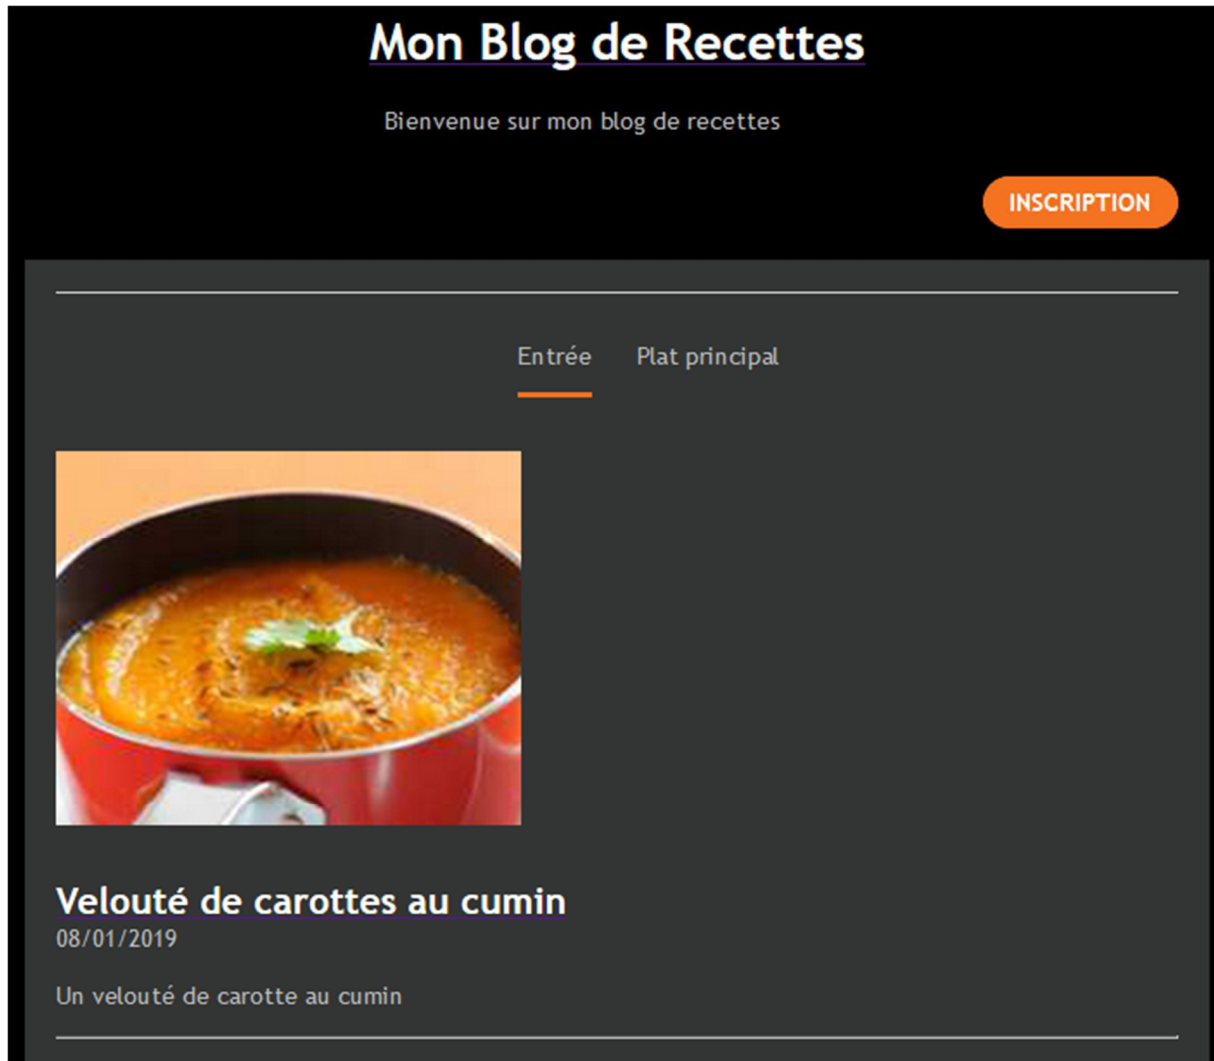 Mon Blog de Recettes
Bienvenue sur mon blog de recettes
INSCRIPTION
Entrée Plat principal
Velouté de carottes au cumin
08/01/2019
Un velouté de carotte au cumin